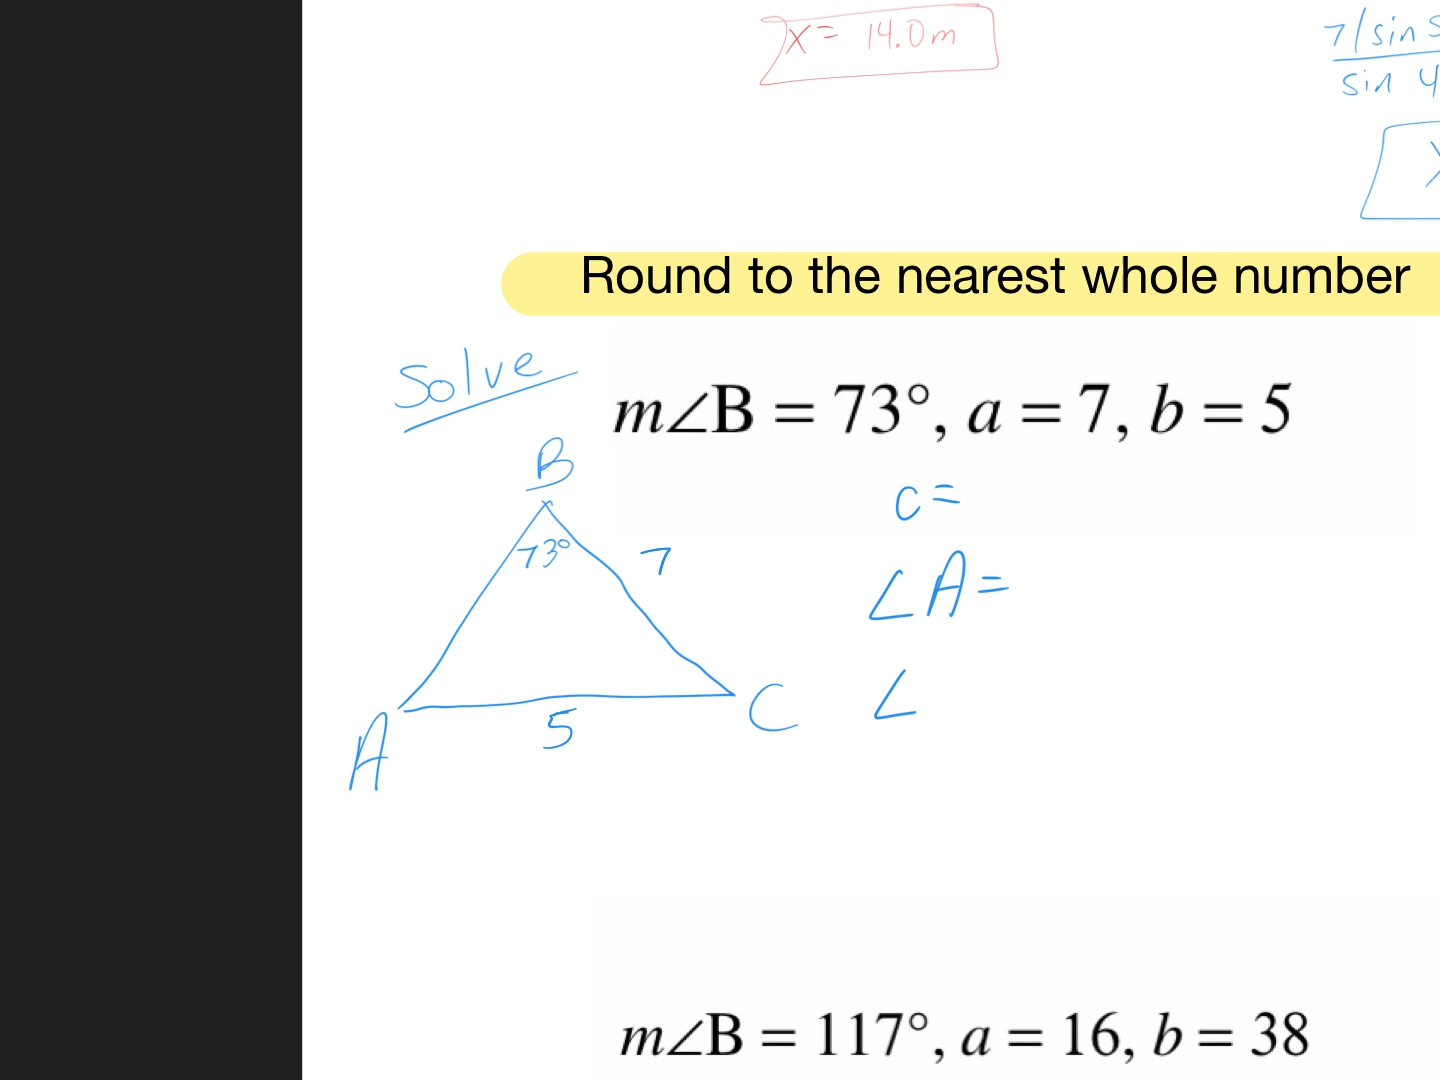 x = 14.0m
7/sin
sin 4
Round to the nearest whole number
Solve
m∠B = 73°, a = 7, b = 5
B
c =
73°
7
∠A =
∠
C
5
A
m∠B = 117°, a = 16, b = 38